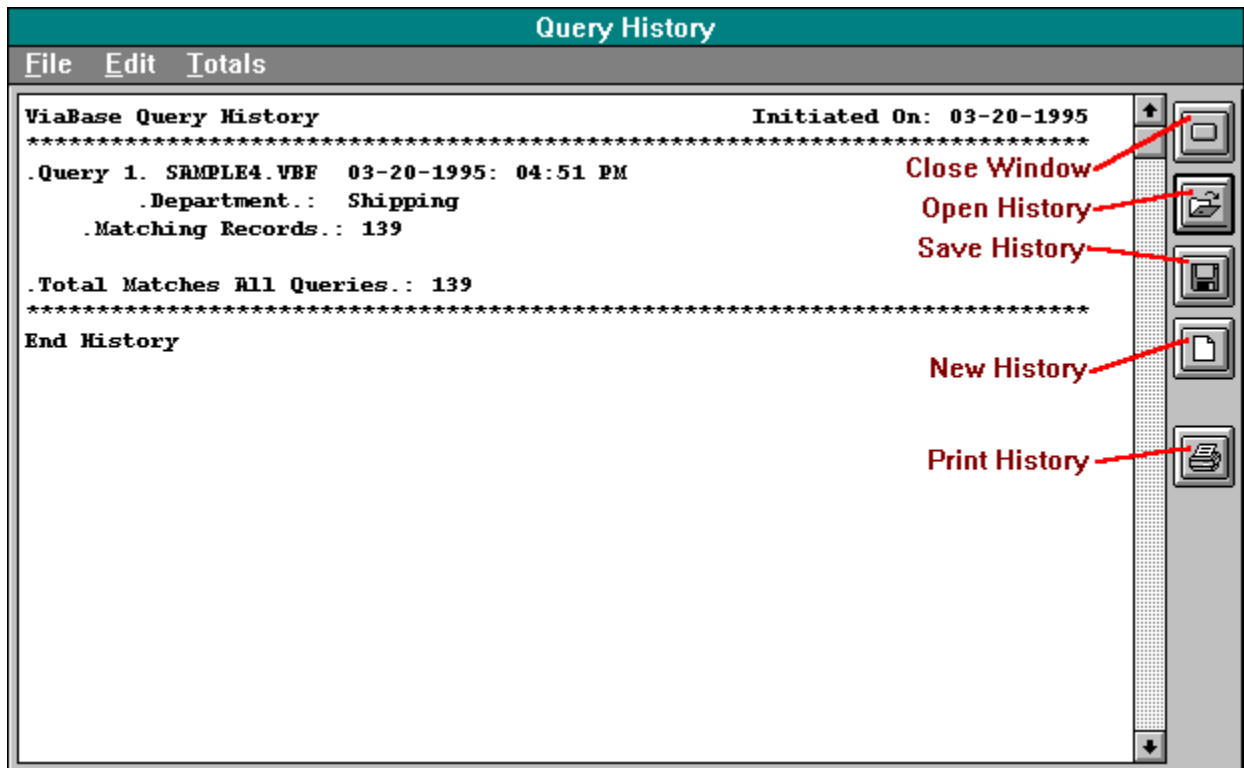 Query History
File Edit Totals
ViaBase Query History Initiated On: 03-20-1995
****************************************************************************
.Query 1. SAMPLE4.VBF 03-20-1995: 04:51 PM
.Department.: Shipping
.Matching Records.: 139
.Total Matches All Queries.: 139
****************************************************************************
End History
Close Window
Open History
Save History
New History
Print History